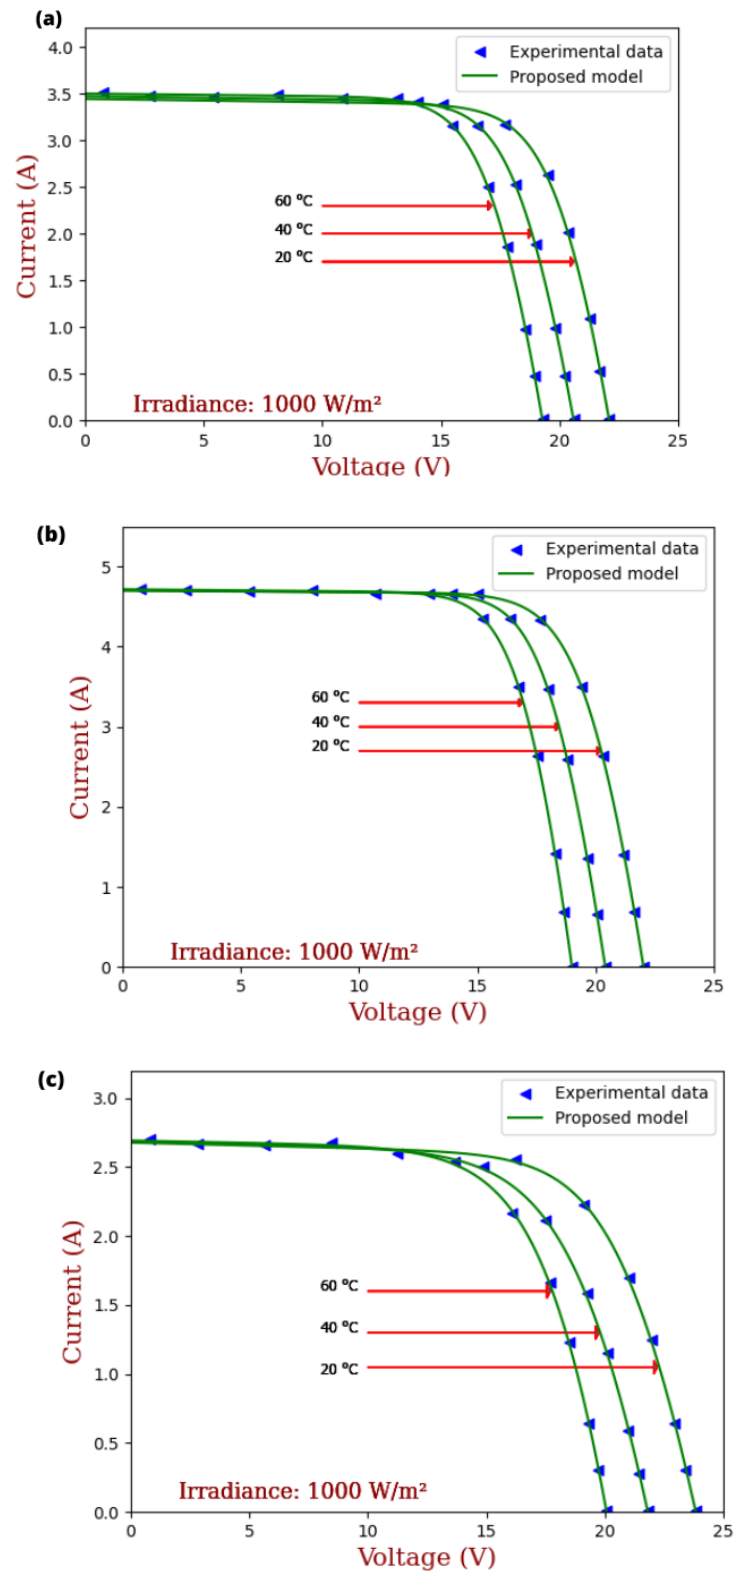 (a)
Experimental data
Proposed model
4.0
3.5
3.0
2.5
2.0
1.5
1.0
0.5
0.0
Current (A)
60 ºC
40 ºC
20 ºC
Irradiance: 1000 W/m²
0 5 10 15 20 25
Voltage (V)
(b)
Experimental data
Proposed model
5
4
3
2
1
0
Current (A)
60 ºC
40 ºC
20 ºC
Irradiance: 1000 W/m²
0 5 10 15 20 25
Voltage (V)
(c)
Experimental data
Proposed model
3.0
2.5
2.0
1.5
1.0
0.5
0.0
Current (A)
60 ºC
40 ºC
20 ºC
Irradiance: 1000 W/m²
0 5 10 15 20 25
Voltage (V)